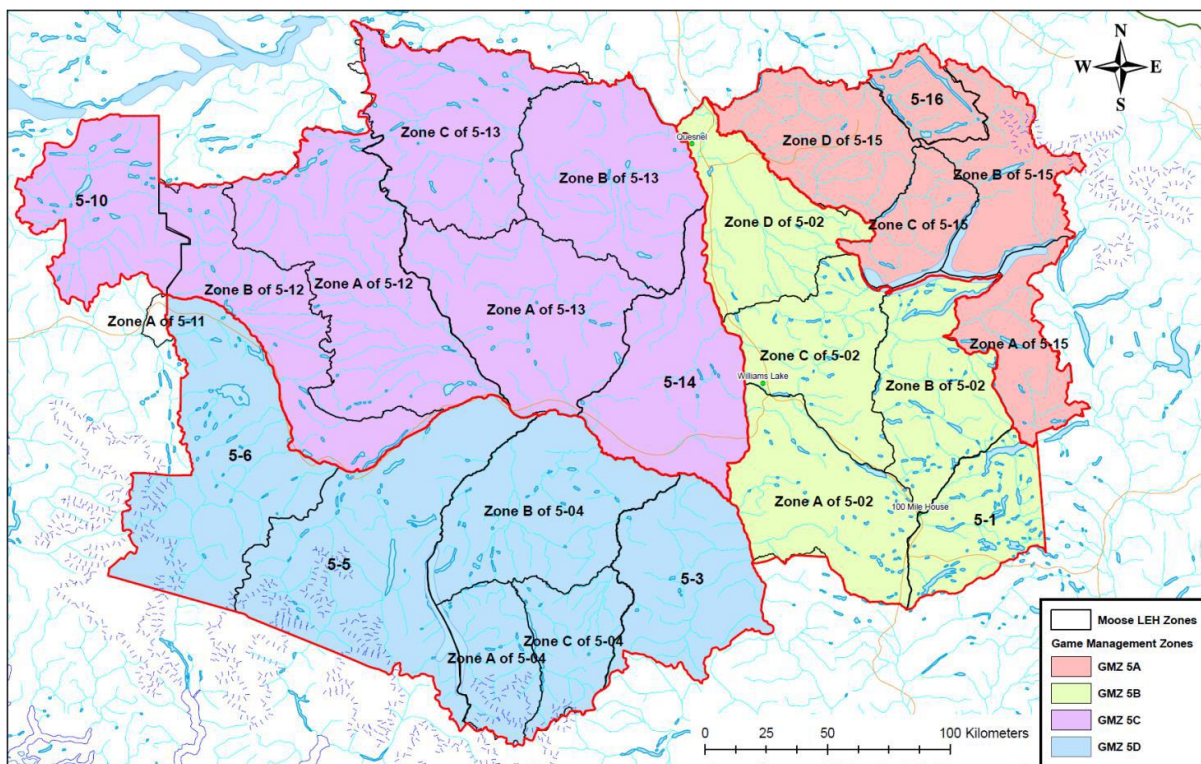 N
W E
S
5-16
Zone C of 5-13
Zone D of 5-15
Quesnel
Zone B of 5-15
Zone B of 5-13
5-10
Zone D of 5-02
Zone C of 5-15
Zone B of 5-12
Zone A of 5-12
Zone A of 5-13
Zone A of 5-11
Zone A of 5-15
Zone C of 5-02
Zone B of 5-02
Williams Lake
5-14
5-6
Zone A of 5-02
100 Mile House
Zone B of 5-04
5-1
5-5
5-3
Zone C of 5-04
Zone A of 5-04
Moose LEH Zones
Game Management Zones
GMZ 5A
GMZ 5B
GMZ 5C
GMZ 5D
0 25 50 100 Kilometers